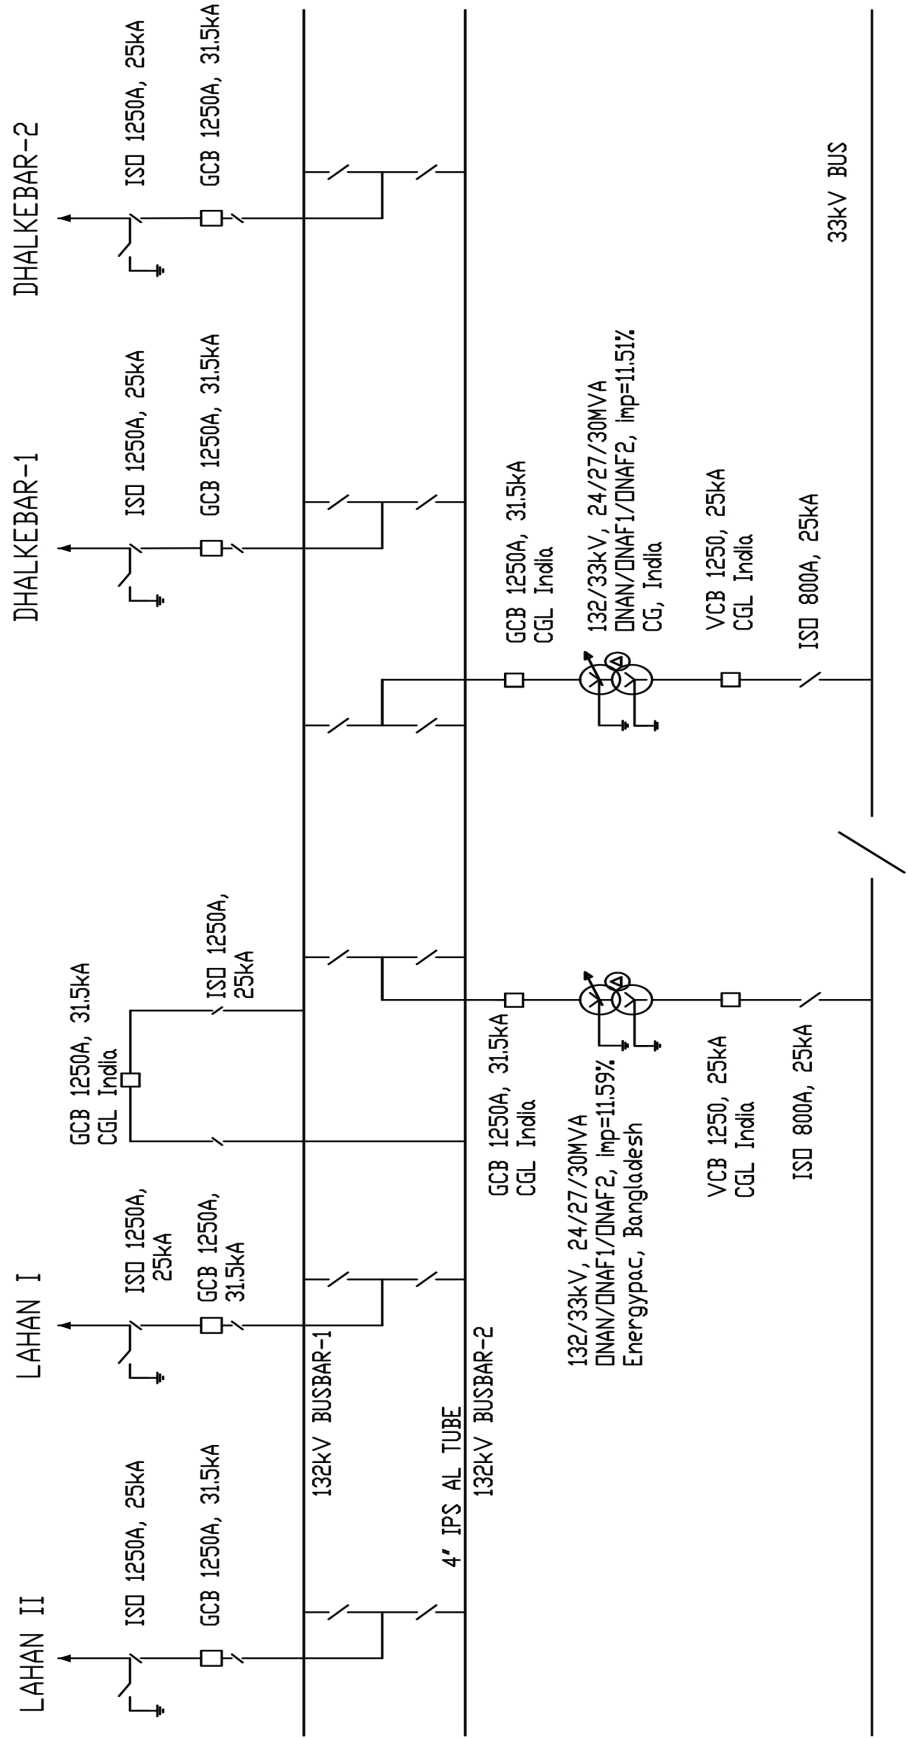 LAHAN II
ISO 1250A, 25kA
GCB 1250A, 31.5kA
LAHAN I
ISO 1250A,
25kA
GCB 1250A,
31.5kA
GCB 1250A, 31.5kA
CGL India
ISO 1250A,
25kA
DHALKEBAR-1
ISO 1250A, 25kA
GCB 1250A, 31.5kA
DHALKEBAR-2
ISO 1250A, 25kA
GCB 1250A, 31.5kA
132kV BUSBAR-1
4' IPS AL TUBE
132kV BUSBAR-2
GCB 1250A, 31.5kA
CGL India
132/33kV, 24/27/30MVA
ONAN/ONAF1/ONAF2, imp=11.59%
Energypac, Bangladesh
VCB 1250, 25kA
CGL India
ISO 800A, 25kA
GCB 1250A, 31.5kA
CGL India
132/33kV, 24/27/30MVA
ONAN/ONAF1/ONAF2, imp=11.51%
CG, India
VCB 1250, 25kA
CGL India
ISO 800A, 25kA
33kV BUS